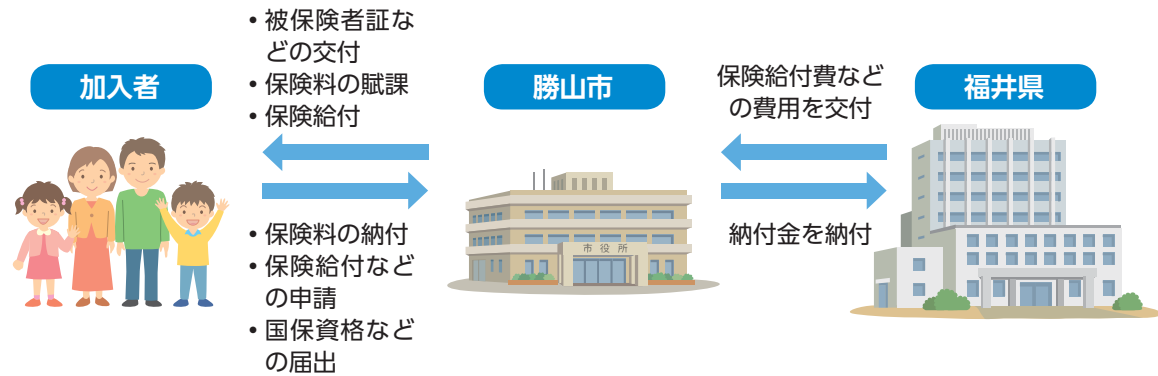 加入者
• 被保険者証な
どの交付
• 保険料の賦課
• 保険給付
• 保険料の納付
• 保険給付など
の申請
• 国保資格など
の届出
勝山市
市役所
保険給付費など
の費用を交付
納付金を納付
福井県